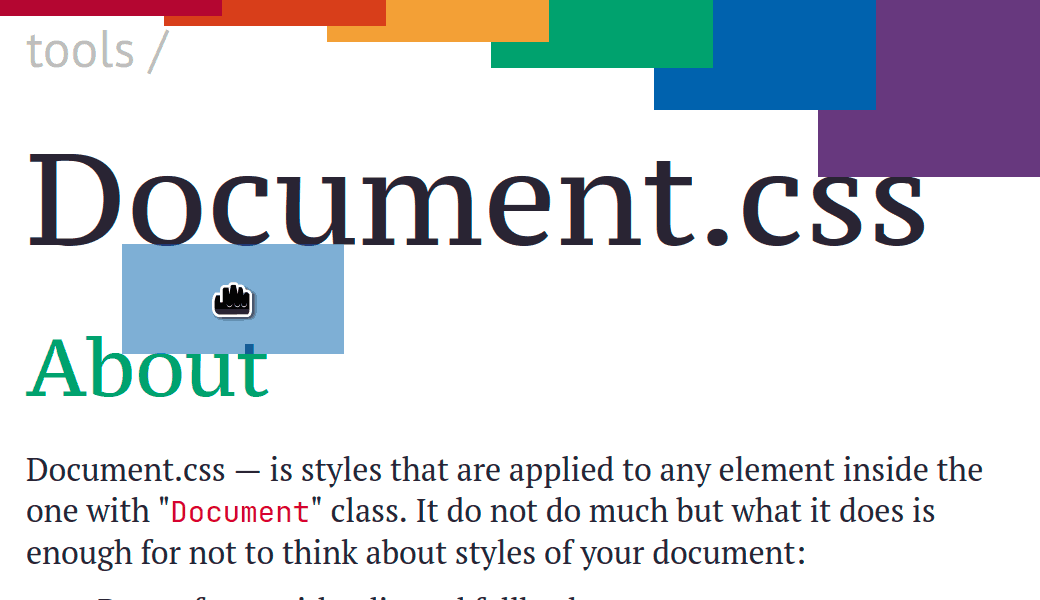 tools /
Document.css
About
Document.css — is styles that are applied to any element inside the
one with "Document" class. It do not do much but what it does is
enough for not to think about styles of your document: